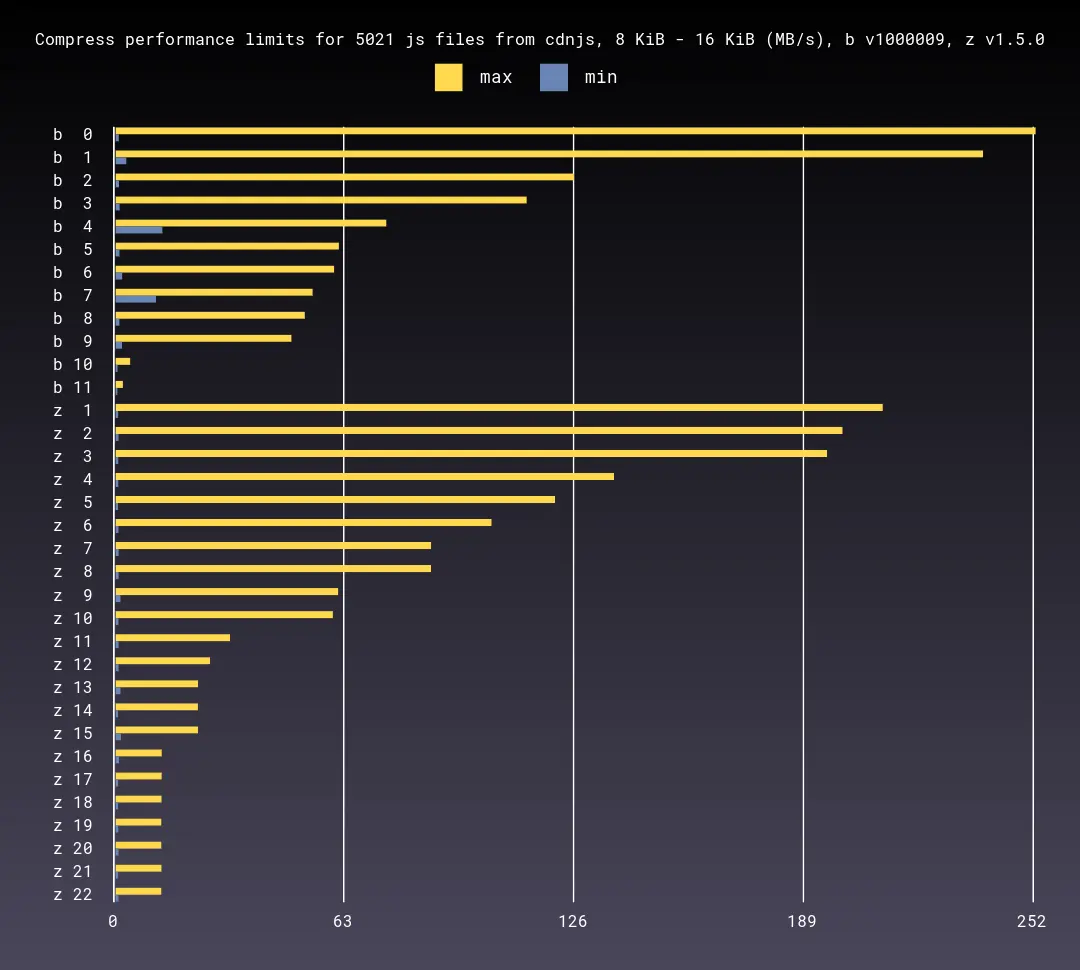 Compress performance limits for 5021 js files from cdnjs, 8 KiB - 16 KiB (MB/s), b v1000009, z v1.5.0
max min
b 0
b 1
b 2
b 3
b 4
b 5
b 6
b 7
b 8
b 9
b 10
b 11
z 1
z 2
z 3
z 4
z 5
z 6
z 7
z 8
z 9
z 10
z 11
z 12
z 13
z 14
z 15
z 16
z 17
z 18
z 19
z 20
z 21
z 22
0 63 126 189 252